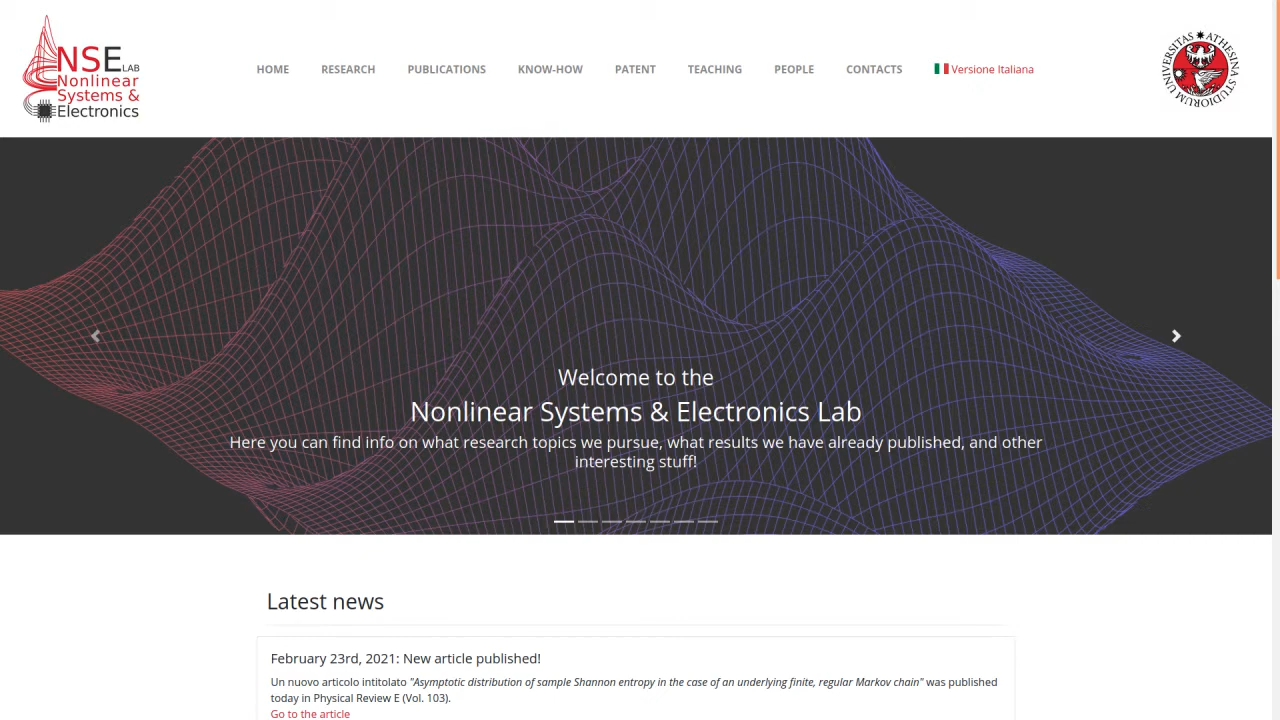 NSE LAB
Nonlinear
Systems &
Electronics
HOME RESEARCH PUBLICATIONS KNOW-HOW PATENT TEACHING PEOPLE CONTACTS Versione Italiana
UNIVERSITAS ATHESINA STUDIORUM
Welcome to the
Nonlinear Systems & Electronics Lab
Here you can find info on what research topics we pursue, what results we have already published, and other
interesting stuff!
Latest news
February 23rd, 2021: New article published!
Un nuovo articolo intitolato "Asymptotic distribution of sample Shannon entropy in the case of an underlying finite, regular Markov chain" was published
today in Physical Review E (Vol. 103).
Go to the article